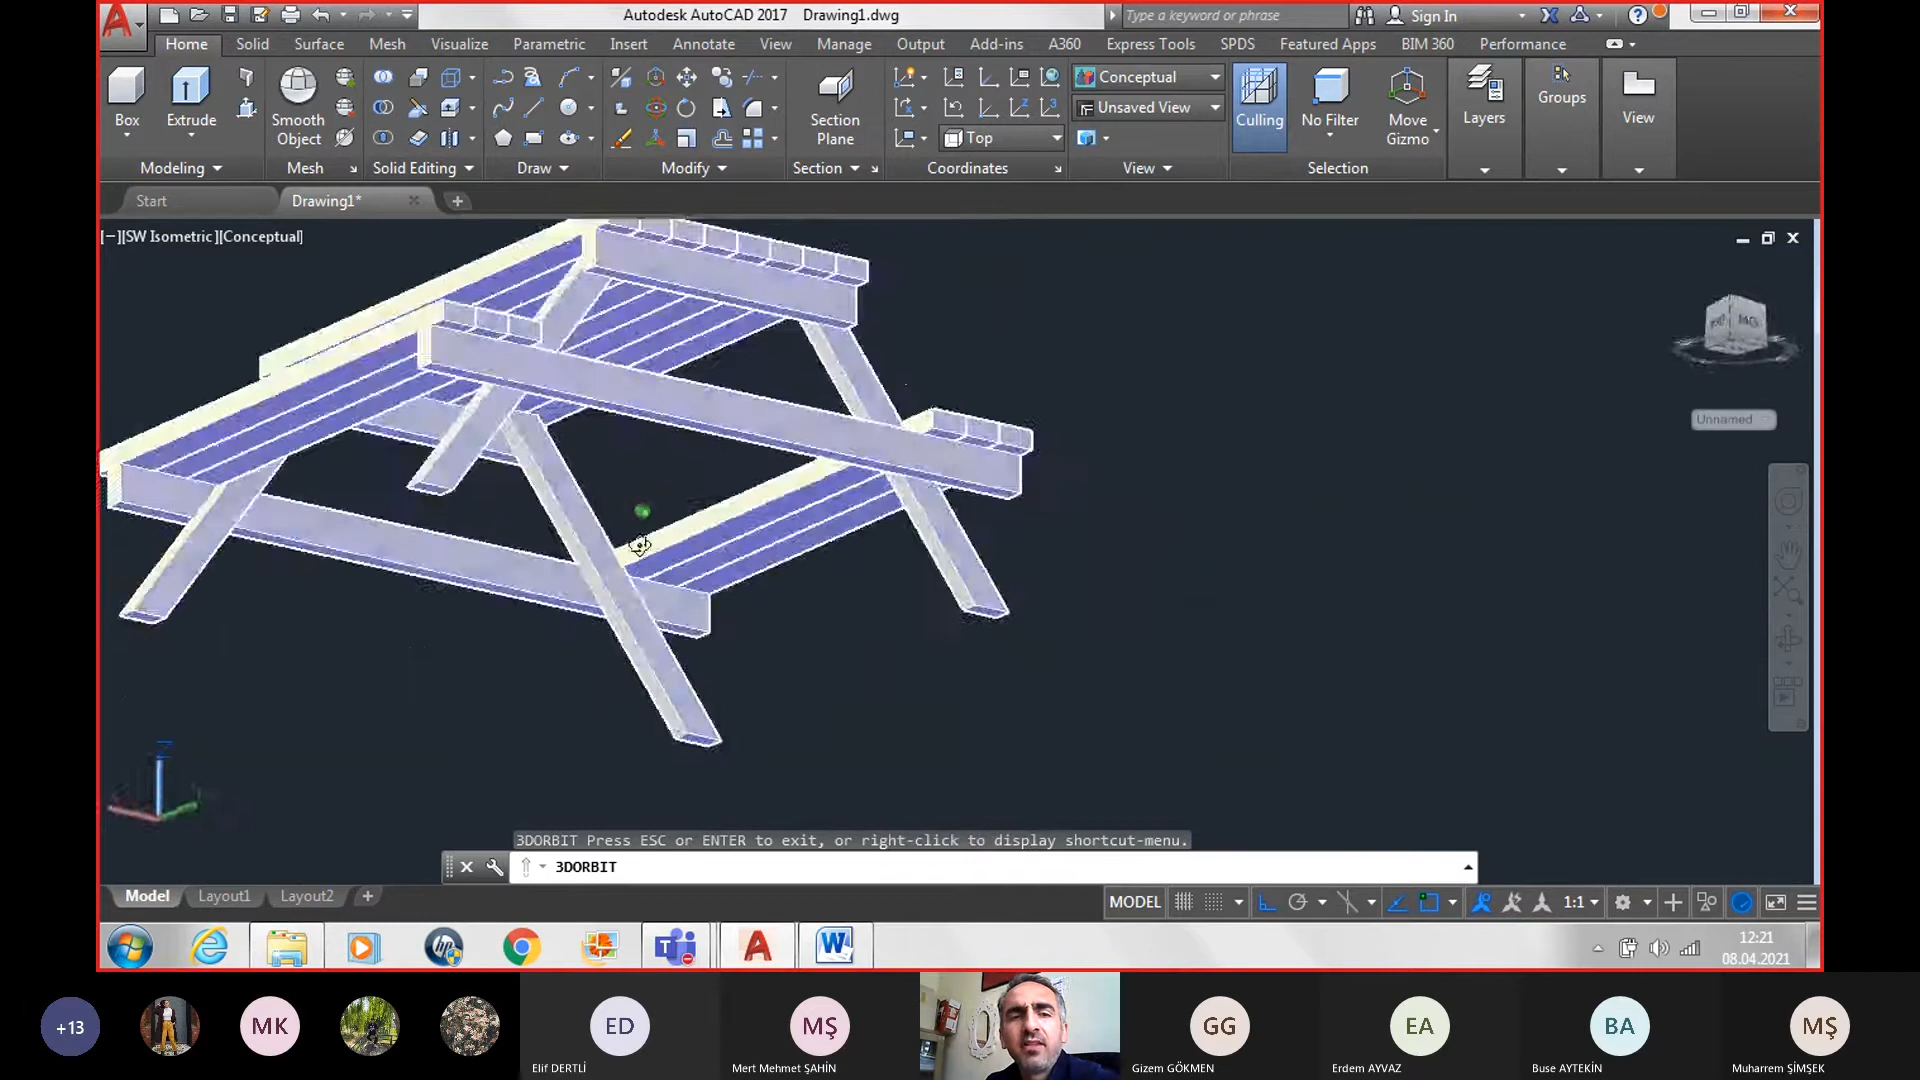 Autodesk AutoCAD 2017 Drawing1.dwg
Type a keyword or phrase
Sign In
Home Solid Surface Mesh Visualize Parametric Insert Annotate View Manage Output Add-ins A360 Express Tools SPDS Featured Apps BIM 360 Performance
Box
Extrude
Smooth
Object
Section
Plane
Top
Conceptual
Unsaved View
Culling
No Filter
Move
Gizmo
Layers
Groups
View
Modeling
Mesh
Solid Editing
Draw
Modify
Section
Coordinates
View
Selection
Start
Drawing1*
[−][SW Isometric][Conceptual]
Unnamed
Z
3DORBIT Press ESC or ENTER to exit, or right-click to display shortcut-menu.
3DORBIT
Model Layout1 Layout2
MODEL
1:1
12:21
08.04.2021
+13
MK
ED
MŞ
GG
EA
BA
MŞ
Elif DERTLİ
Mert Mehmet ŞAHİN
Gizem GÖKMEN
Erdem AYVAZ
Buse AYTEKİN
Muharrem ŞİMŞEK